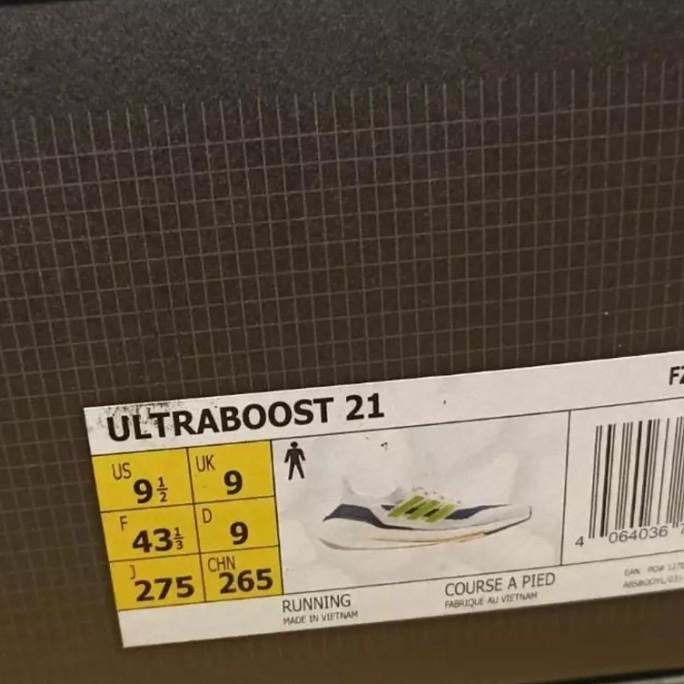 ULTRABOOST 21
US 9½ UK 9
F 43⅓ D 9
J 275 CHN 265
RUNNING
MADE IN VIETNAM
COURSE A PIED
FABRIQUE AU VIETNAM
4 064036
EAN